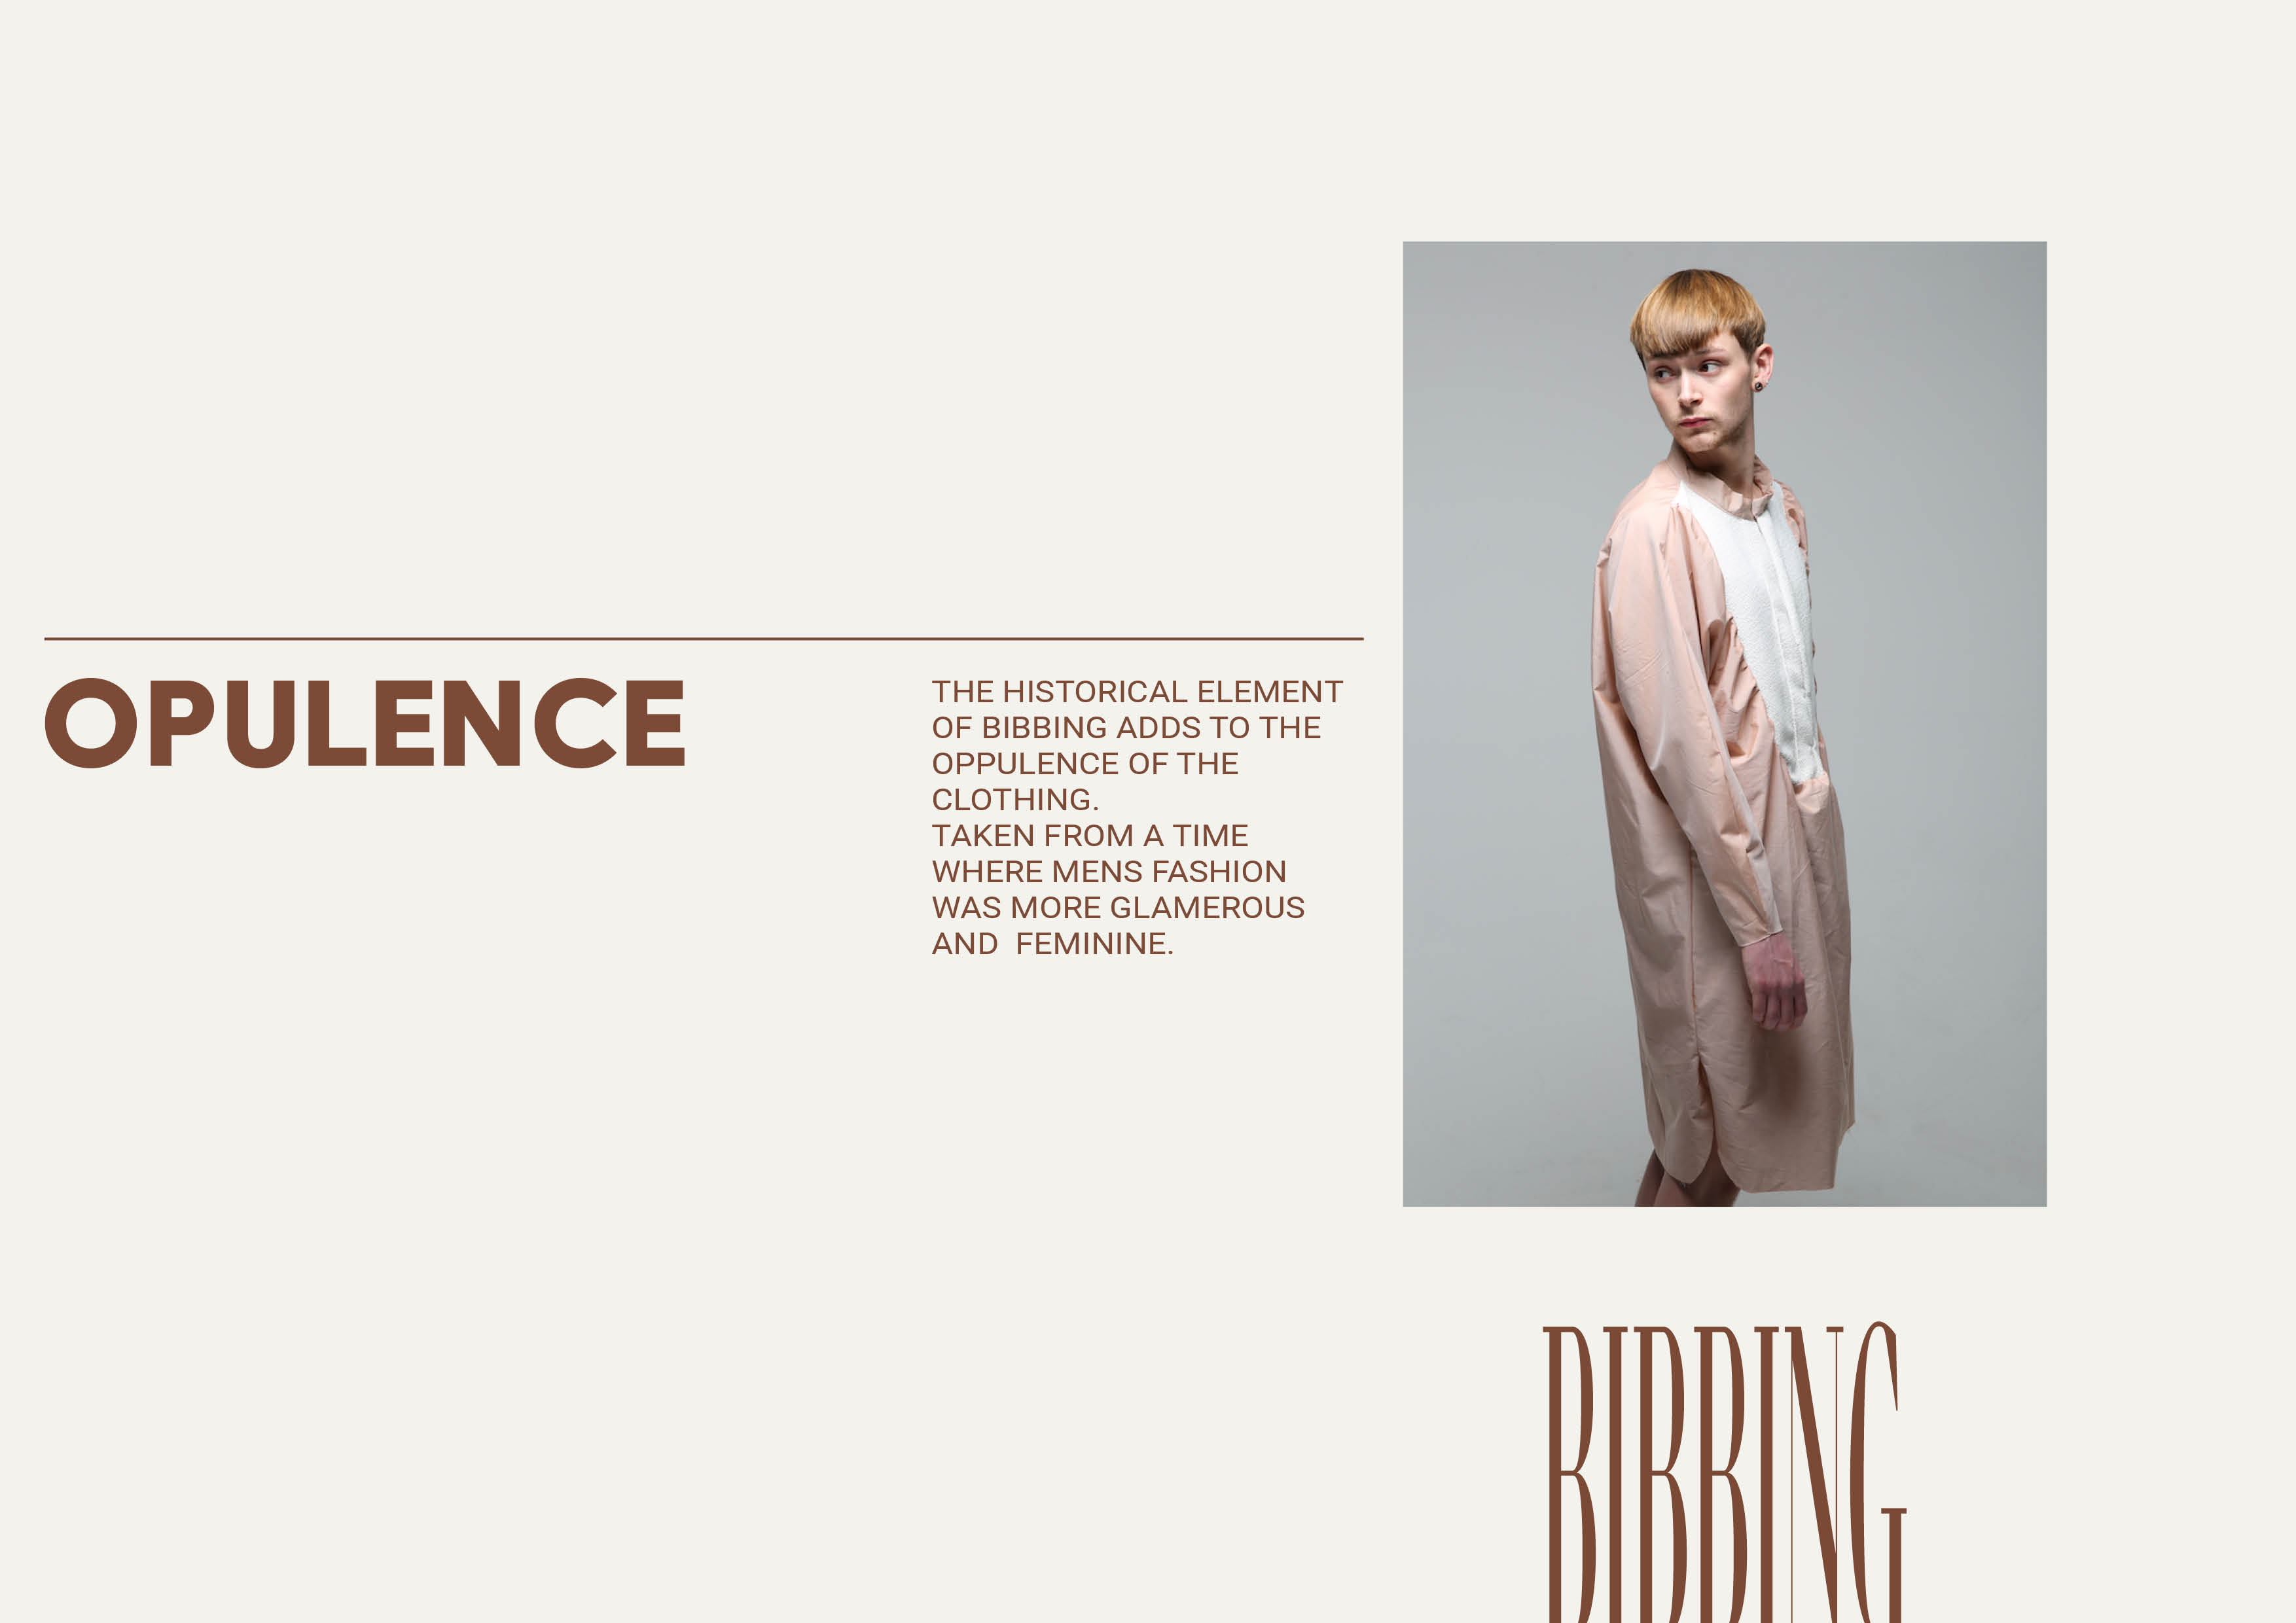 OPULENCE
THE HISTORICAL ELEMENT
OF BIBBING ADDS TO THE
OPPULENCE OF THE
CLOTHING.
TAKEN FROM A TIME
WHERE MENS FASHION
WAS MORE GLAMEROUS
AND  FEMININE.
BIBBING